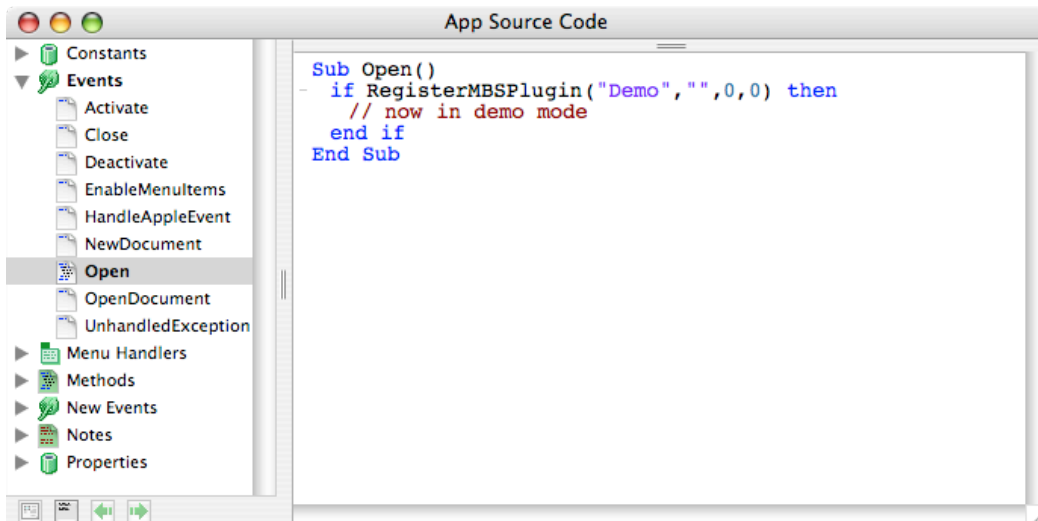 App Source Code
Constants
Events
Activate
Close
Deactivate
EnableMenuItems
HandleAppleEvent
NewDocument
Open
OpenDocument
UnhandledException
Menu Handlers
Methods
New Events
Notes
Properties
Sub Open()
if RegisterMBSPlugin("Demo","",0,0) then
// now in demo mode
end if
End Sub